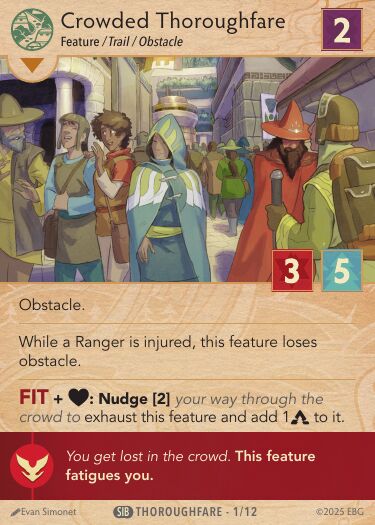 Crowded Thoroughfare
Feature / Trail / Obstacle
2
3 5
Obstacle.
While a Ranger is injured, this feature loses
obstacle.
FIT + : Nudge [2] your way through the
crowd to exhaust this feature and add 1 to it.
You get lost in the crowd. This feature
fatigues you.
Evan Simonet SIB THOROUGHFARE · 1/12 ©2025 EBG